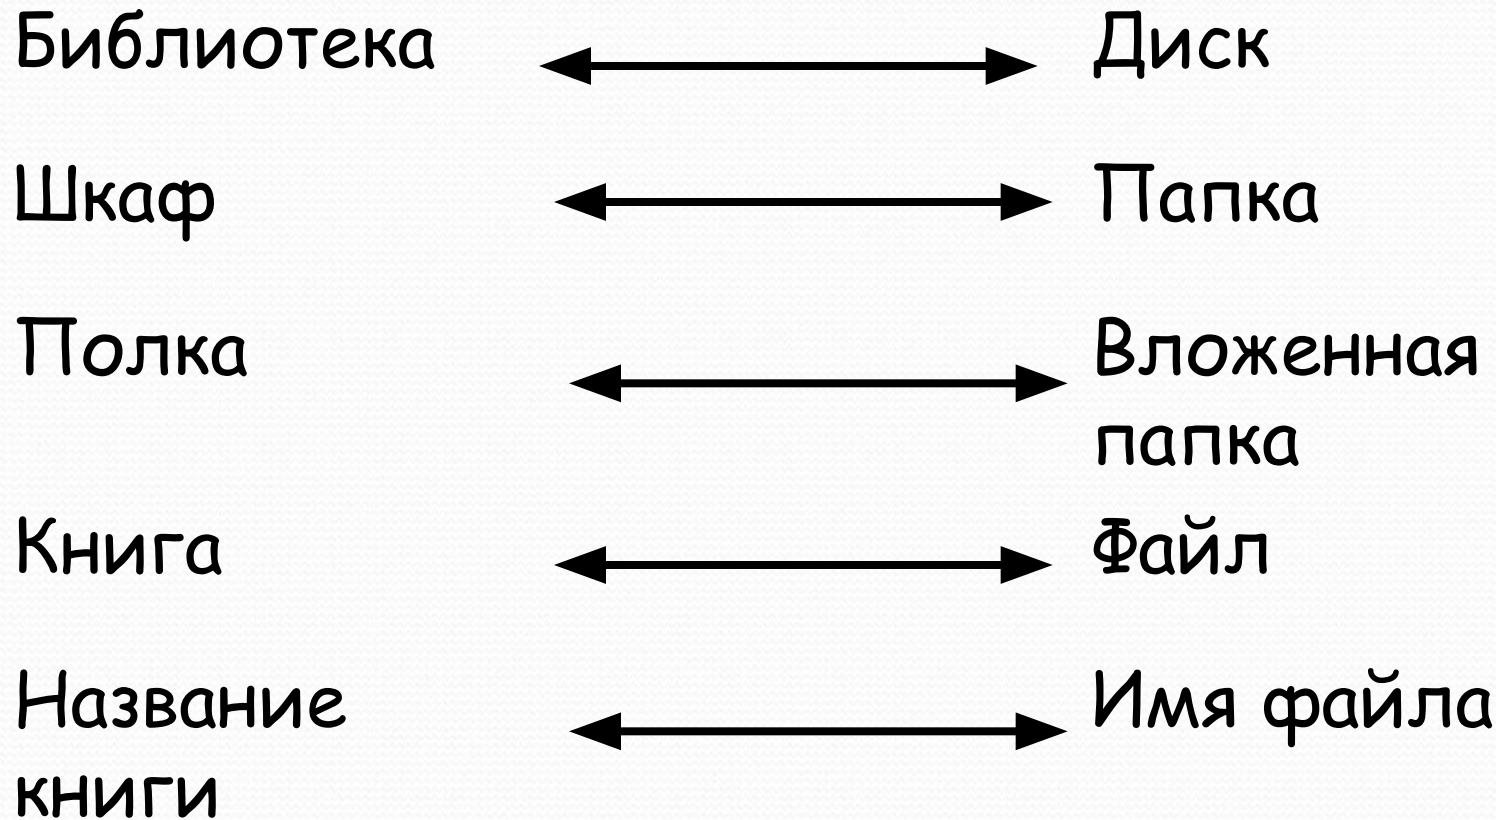 Библиотека Диск
Шкаф Папка
Полка Вложенная
папка
Книга Файл
Название Имя файла
книги